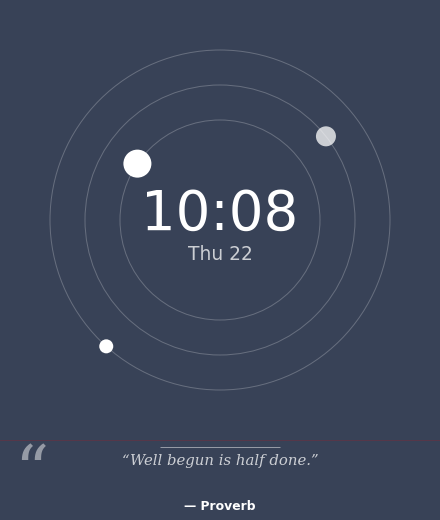 10:08
Thu 22
“
“Well begun is half done.”
— Proverb